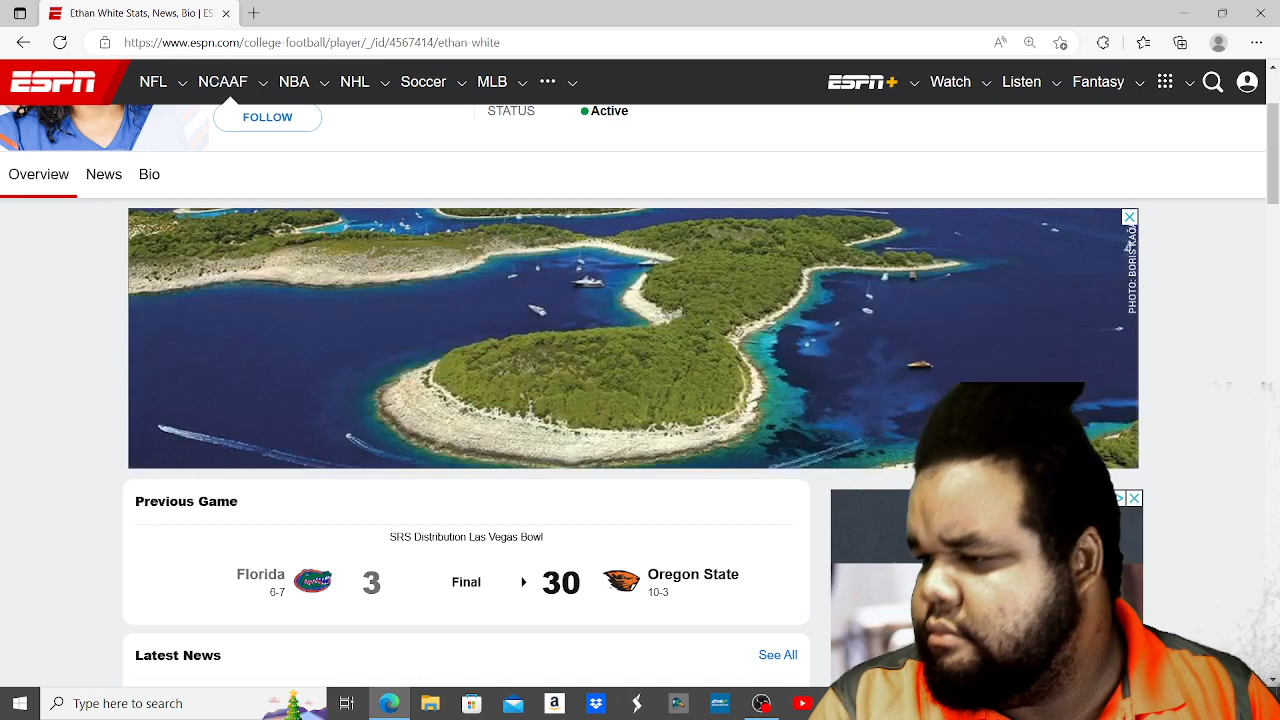 Ethan White Stats, News, Bio | ES
https://www.espn.com/college-football/player/_/id/4567414/ethan-white
ESPN NFL NCAAF NBA NHL Soccer MLB ••• ESPN+ Watch Listen Fantasy
FOLLOW STATUS Active
Overview News Bio
Previous Game
SRS Distribution Las Vegas Bowl
Florida 3 Final 30 Oregon State
6-7 10-3
Latest News See All
Type here to search